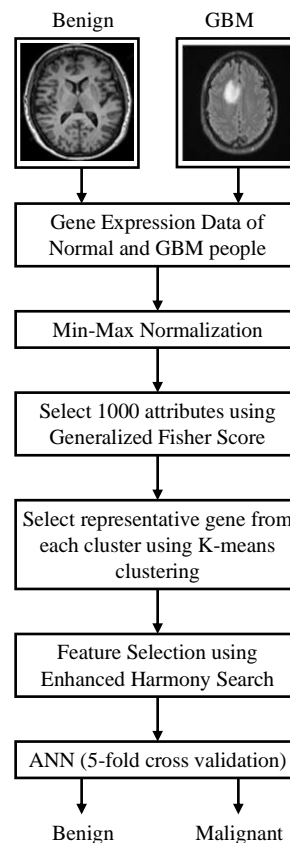 Benign GBM
Gene Expression Data of
Normal and GBM people
Min-Max Normalization
Select 1000 attributes using
Generalized Fisher Score
Select representative gene from
each cluster using K-means
clustering
Feature Selection using
Enhanced Harmony Search
ANN (5-fold cross validation)
Benign Malignant